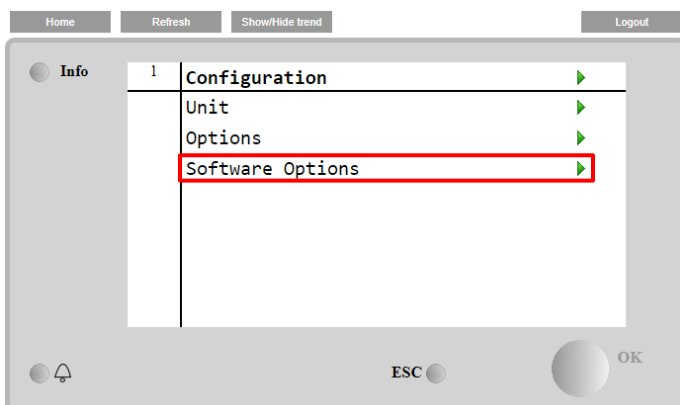 Home Refresh Show/Hide trend Logout
Info
1 Configuration
Unit
Options
Software Options
ESC
OK